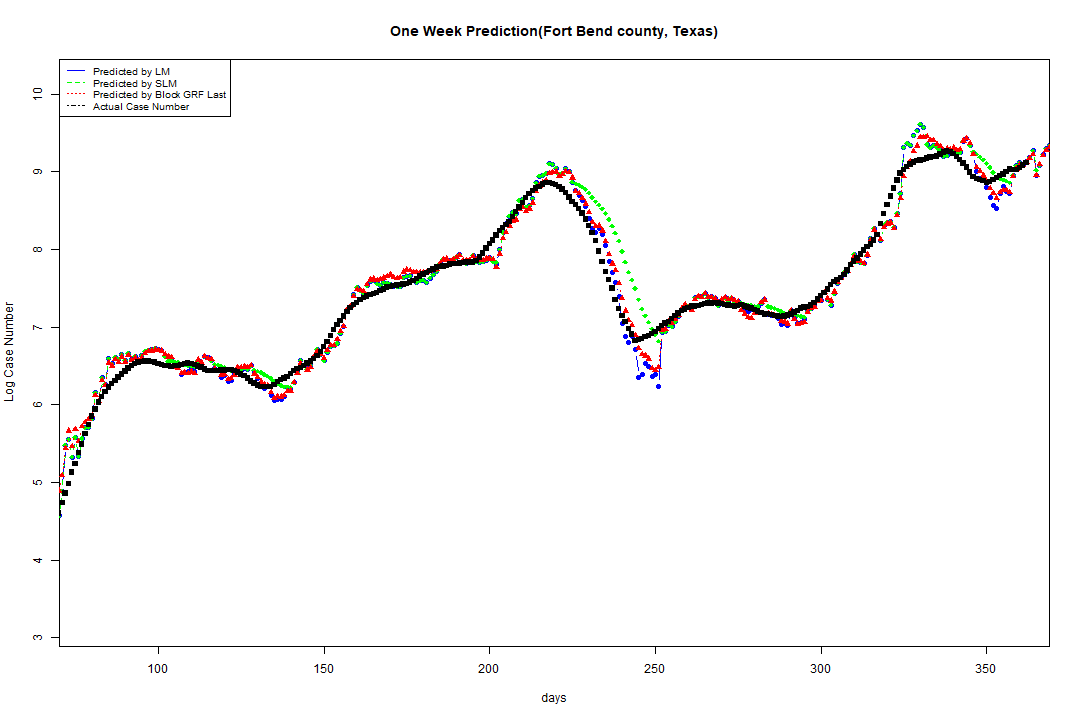 One Week Prediction(Fort Bend county, Texas)
Predicted by LM
Predicted by SLM
Predicted by Block GRF Last
Actual Case Number
10
9
8
7
6
5
4
3
Log Case Number
100 150 200 250 300 350
days